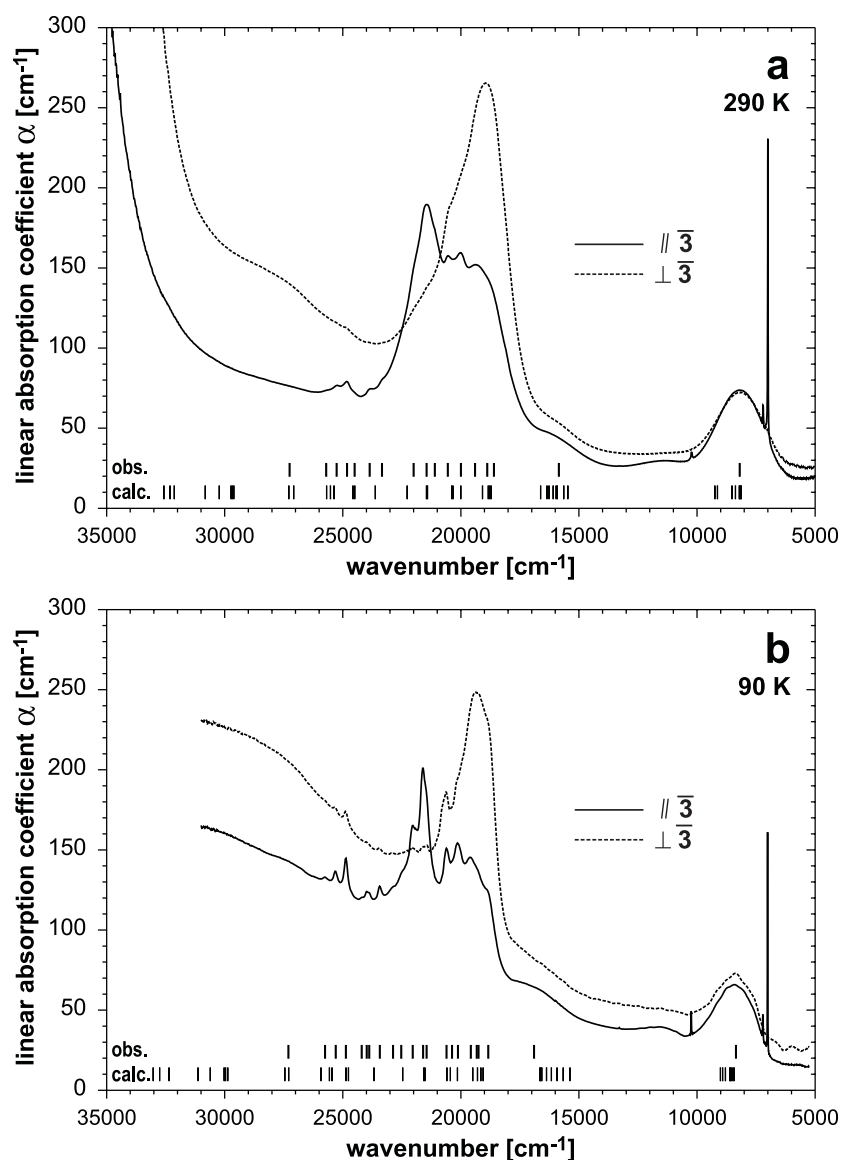 300
250
200
150
100
50
0
linear absorption coefficient α [cm⁻¹]
a
290 K
// 3̅
⊥ 3̅
obs.
calc.
35000 30000 25000 20000 15000 10000 5000
wavenumber [cm⁻¹]
300
250
200
150
100
50
0
linear absorption coefficient α [cm⁻¹]
b
90 K
// 3̅
⊥ 3̅
obs.
calc.
35000 30000 25000 20000 15000 10000 5000
wavenumber [cm⁻¹]